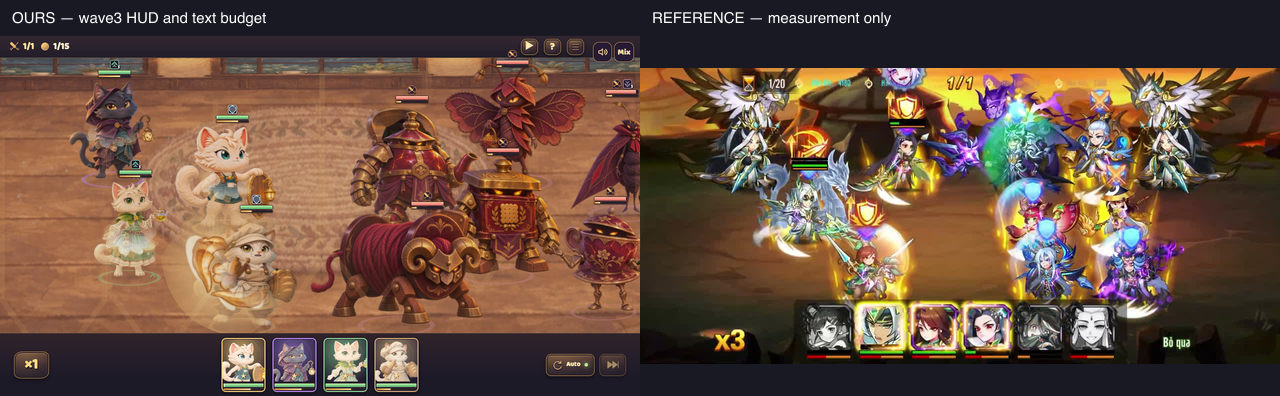 OURS — wave3 HUD and text budget
REFERENCE — measurement only
1/1 1/15
?
Mix
1/20
1/1
x1
Auto
x3
Bỏ qua